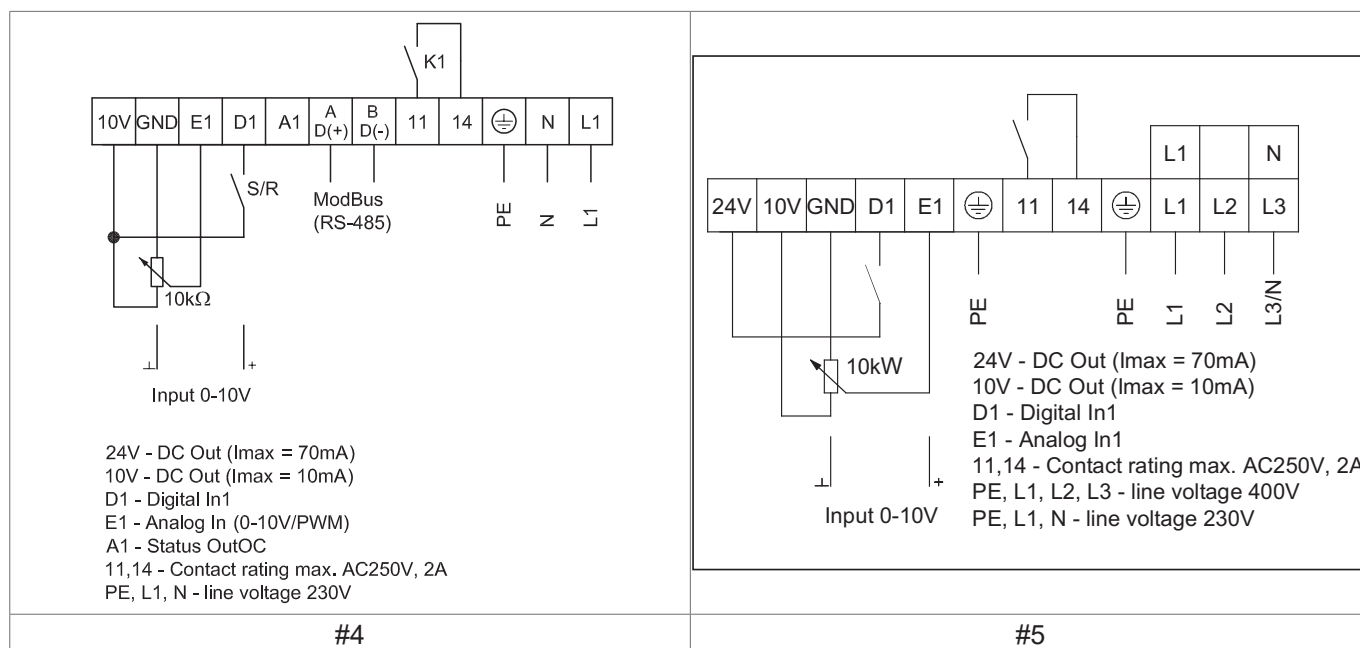 K1
10V GND E1 D1 A1 A D(+) B D(-) 11 14 N L1
S/R
ModBus
(RS-485)
PE N L1
10kΩ
⊥ +
Input 0-10V
24V - DC Out (Imax = 70mA)
10V - DC Out (Imax = 10mA)
D1 - Digital In1
E1 - Analog In (0-10V/PWM)
A1 - Status OutOC
11,14 - Contact rating max. AC250V, 2A
PE, L1, N - line voltage 230V
#4
L1 N
24V 10V GND D1 E1 11 14 L1 L2 L3
PE PE L1 L2 L3/N
10kW
⊥ +
Input 0-10V
24V - DC Out (Imax = 70mA)
10V - DC Out (Imax = 10mA)
D1 - Digital In1
E1 - Analog In1
11,14 - Contact rating max. AC250V, 2A
PE, L1, L2, L3 - line voltage 400V
PE, L1, N - line voltage 230V
#5